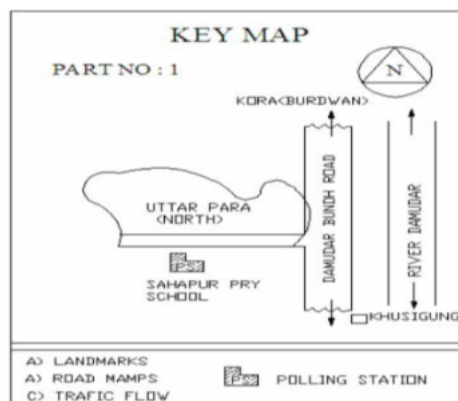 KEY MAP
PART NO : 1
N
KORA(BURDWAN)
UTTAR PARA
(NORTH)
DAMUDAR BUNDH ROAD
RIVER DAMUDAR
PS
SAHAPUR PRY
SCHOOL
KHUSIGUNG
A) LANDMARKS
A) ROAD MAMPS
C) TRAFIC FLOW
PS POLLING STATION